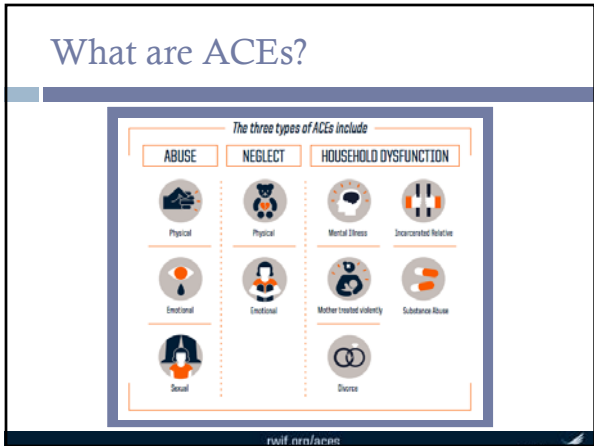 What are ACEs?
The three types of ACEs include
ABUSE NEGLECT HOUSEHOLD DYSFUNCTION
Physical Physical Mental Illness Incarcerated Relative
Emotional Emotional Mother treated violently Substance Abuse
Sexual Divorce
rwjf.org/aces